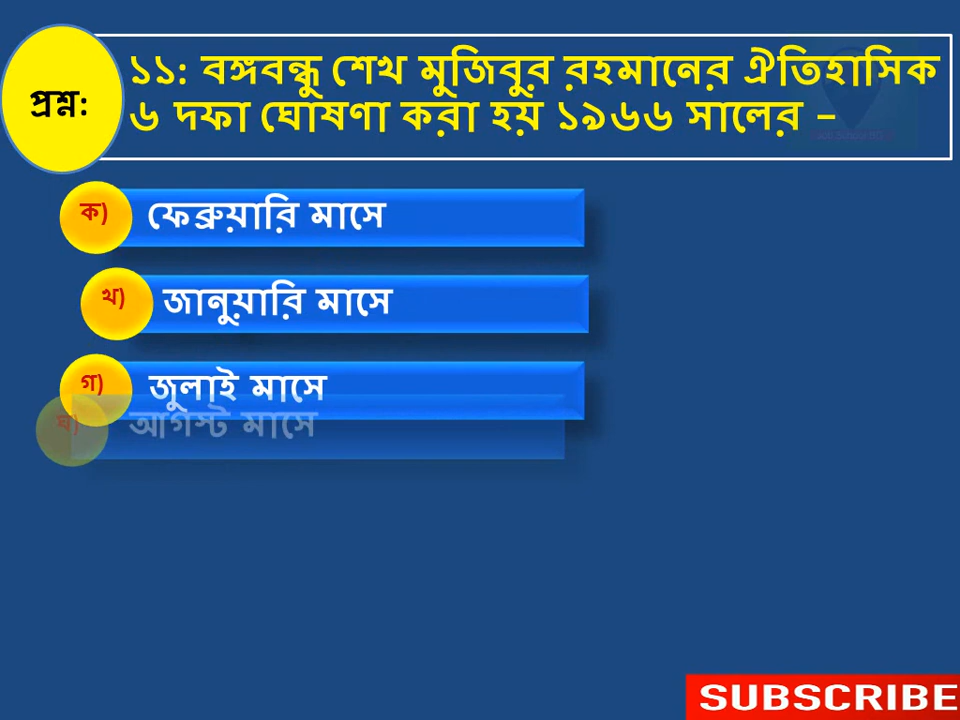 প্রশ্ন:
১১: বঙ্গবন্ধু শেখ মুজিবুর রহমানের ঐতিহাসিক
৬ দফা ঘোষণা করা হয় ১৯৬৬ সালের –
ক) ফেব্রুয়ারি মাসে
খ) জানুয়ারি মাসে
গ) জুলাই মাসে
ঘ) আগস্ট মাসে
SUBSCRIBE